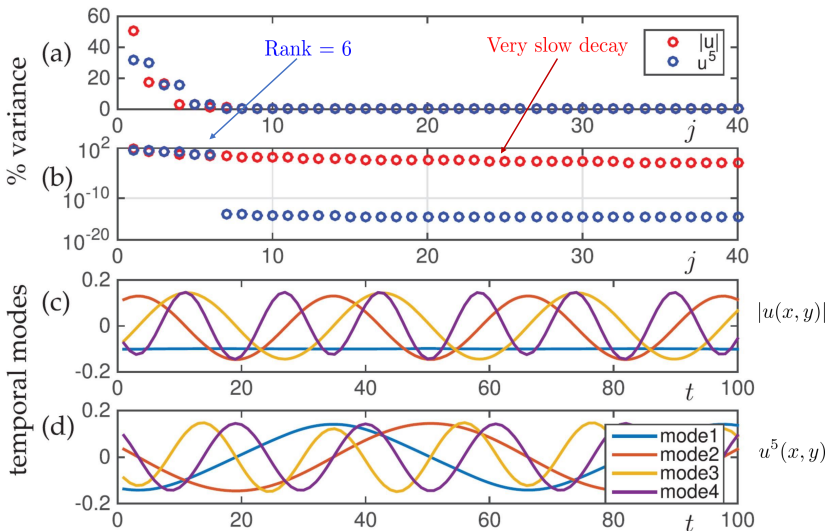 60
(a)
40
20
0
Rank = 6
Very slow decay
|u|
u⁵
0
10
20
30
j
40
% variance
10²
(b)
10⁻¹⁰
10⁻²⁰
0
10
20
30
j
40
0.2
(c)
0
-0.2
0
20
40
60
80
t
100
|u(x, y)|
temporal modes
0.2
(d)
0
-0.2
mode1
mode2
mode3
mode4
0
20
40
60
80
t
100
u⁵(x, y)